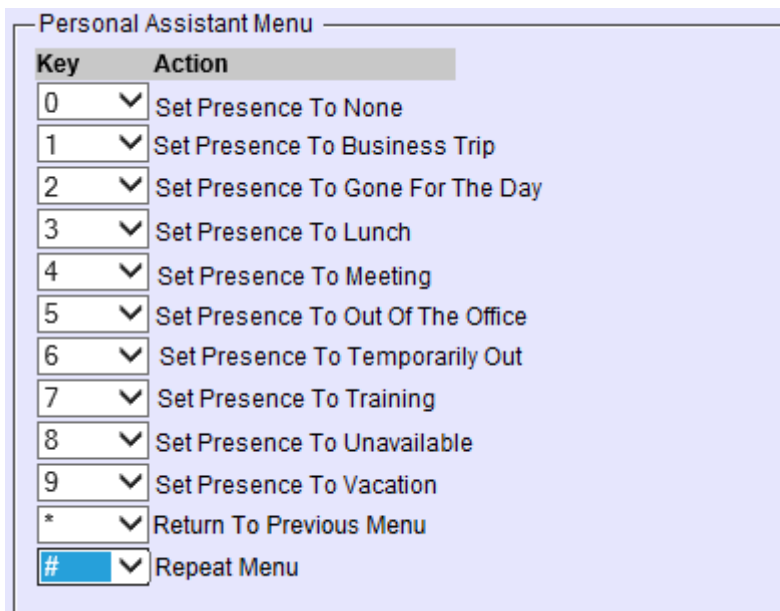 Personal Assistant Menu
Key Action
0 Set Presence To None
1 Set Presence To Business Trip
2 Set Presence To Gone For The Day
3 Set Presence To Lunch
4 Set Presence To Meeting
5 Set Presence To Out Of The Office
6 Set Presence To Temporarily Out
7 Set Presence To Training
8 Set Presence To Unavailable
9 Set Presence To Vacation
* Return To Previous Menu
# Repeat Menu